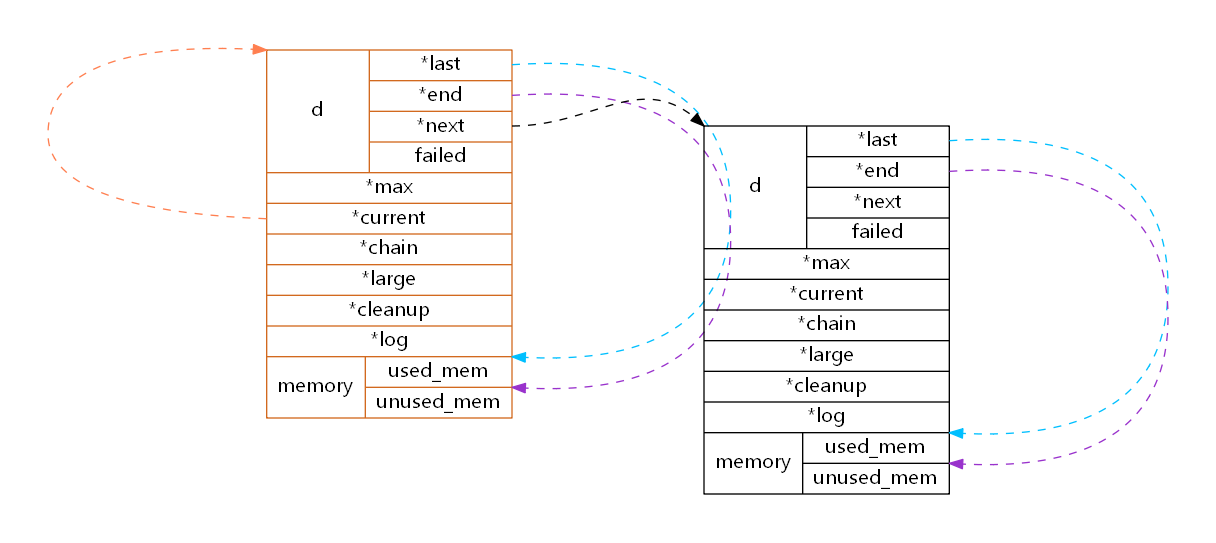 d
*last
*end
*next
failed
*max
*current
*chain
*large
*cleanup
*log
memory
used_mem
unused_mem
d
*last
*end
*next
failed
*max
*current
*chain
*large
*cleanup
*log
memory
used_mem
unused_mem